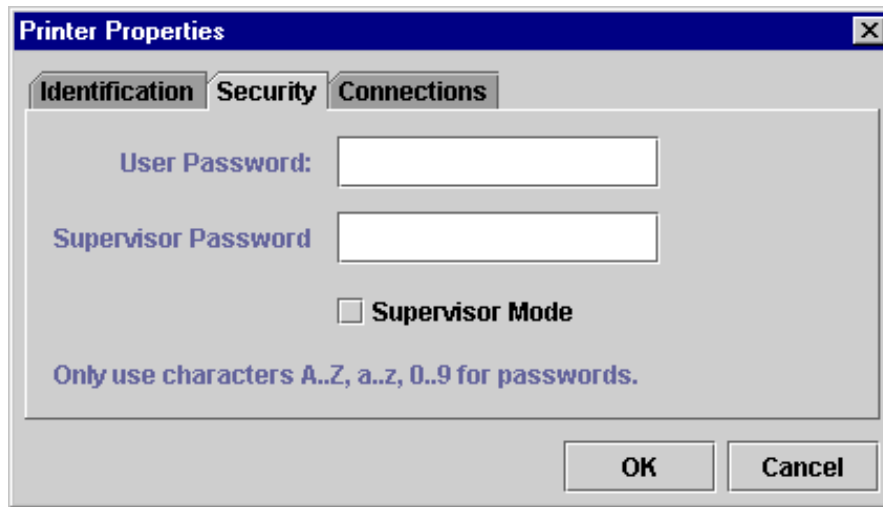 Printer Properties
Identification Security Connections
User Password:
Supervisor Password
Supervisor Mode
Only use characters A..Z, a..z, 0..9 for passwords.
OK Cancel